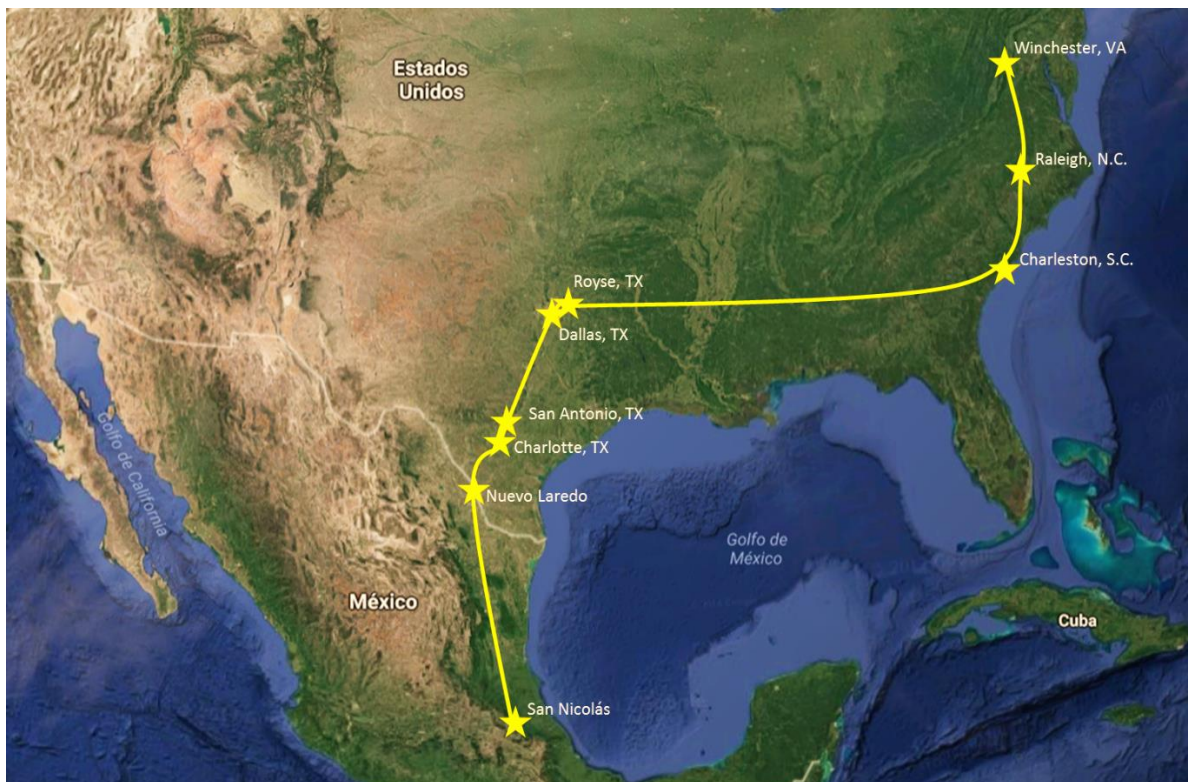 Winchester, VA
Estados
Unidos
Raleigh, N.C.
Charleston, S.C.
Royse, TX
Dallas, TX
San Antonio, TX
Charlotte, TX
Nuevo Laredo
Golfo de California
Golfo de
México
México
Cuba
San Nicolás